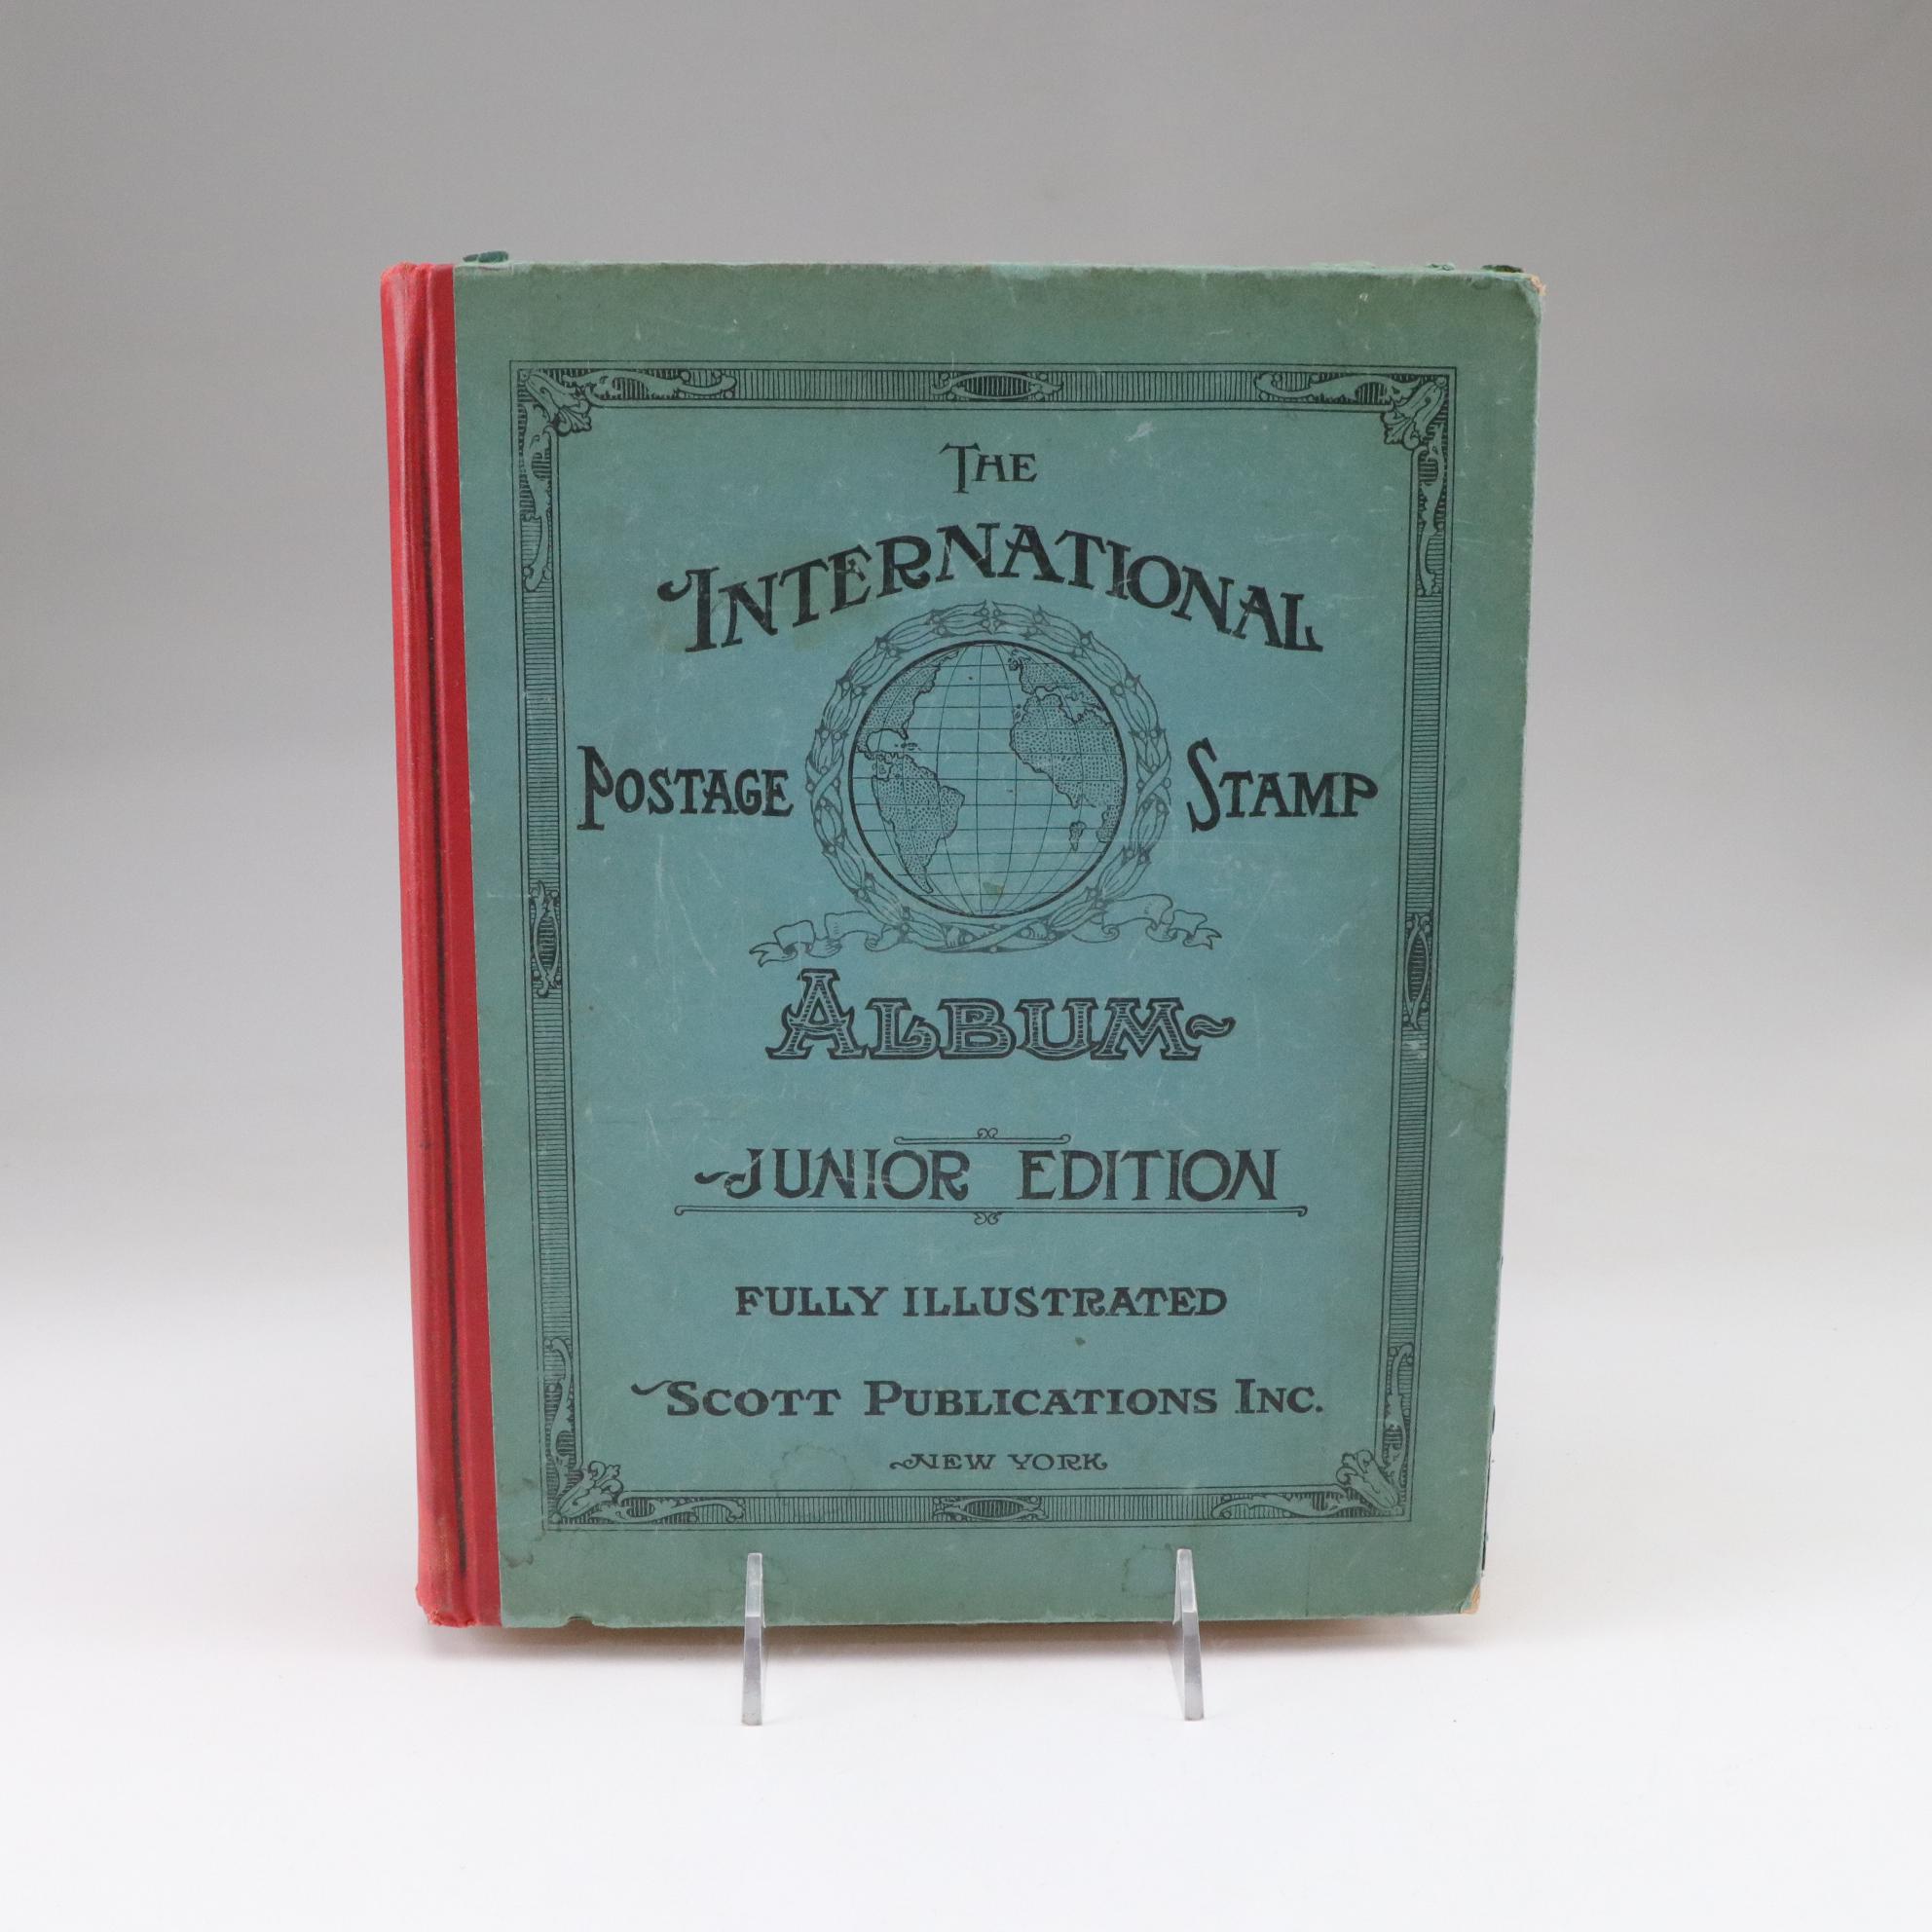 THE
INTERNATIONAL
POSTAGE STAMP
ALBUM
JUNIOR EDITION
FULLY ILLUSTRATED
SCOTT PUBLICATIONS INC.
NEW YORK